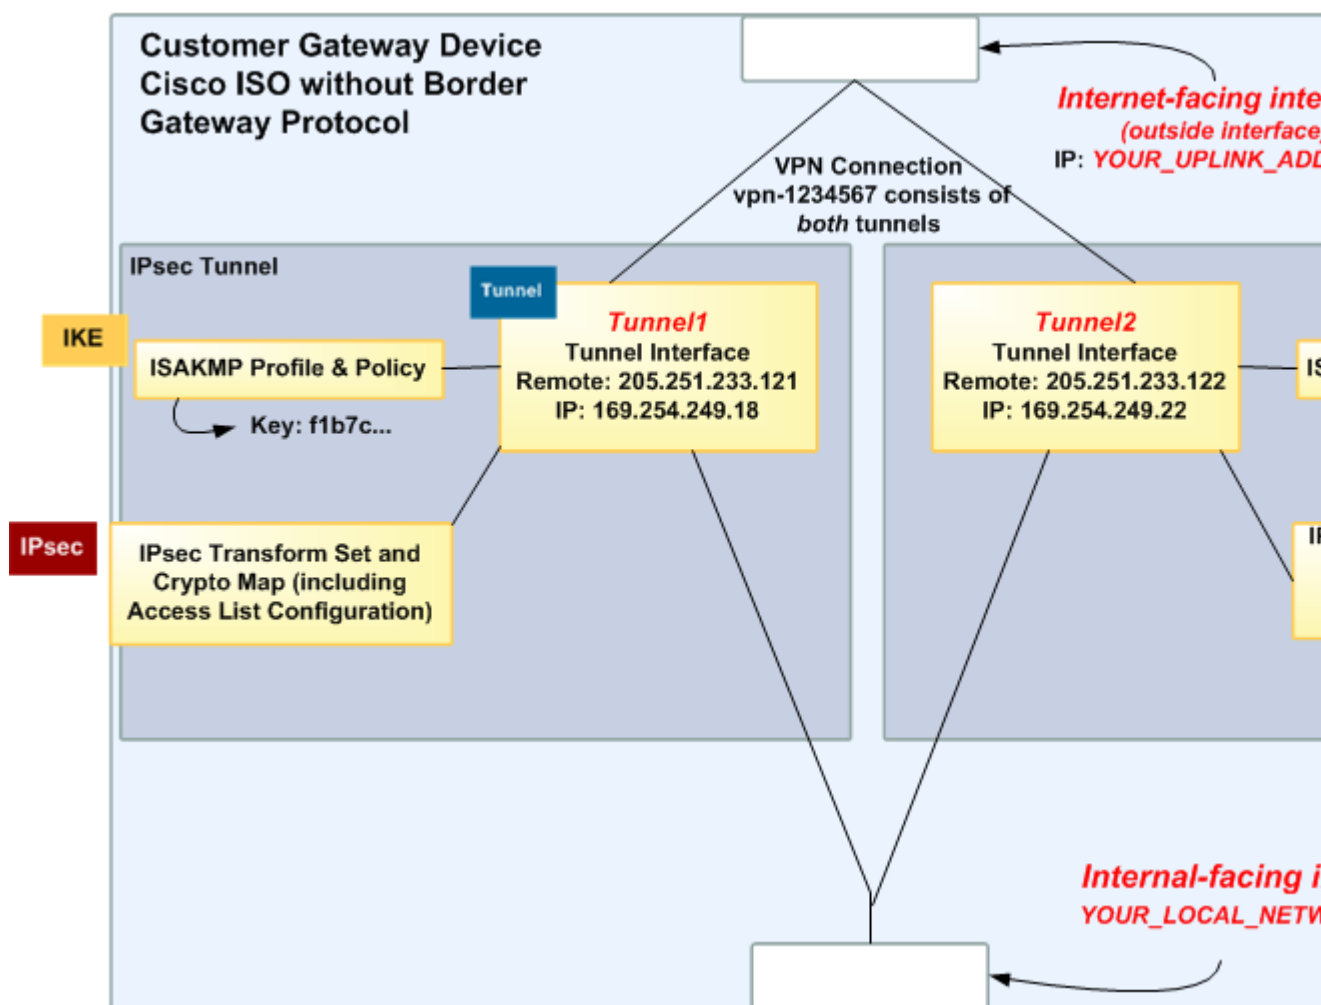 Customer Gateway Device
Cisco ISO without Border
Gateway Protocol
Internet-facing inte
(outside interface
IP: YOUR_UPLINK_ADD
VPN Connection
vpn-1234567 consists of
both tunnels
IPsec Tunnel
Tunnel
IKE
ISAKMP Profile & Policy
Key: f1b7c...
Tunnel1
Tunnel Interface
Remote: 205.251.233.121
IP: 169.254.249.18
Tunnel2
Tunnel Interface
Remote: 205.251.233.122
IP: 169.254.249.22
IS
IPsec
IPsec Transform Set and
Crypto Map (including
Access List Configuration)
IP
Internal-facing i
YOUR_LOCAL_NETW